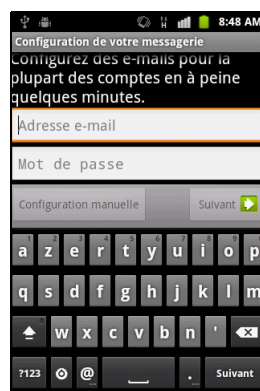 8:48 AM
Configuration de votre messagerie
Configurez des e-mails pour la
plupart des comptes en à peine
quelques minutes.
Adresse e-mail
Mot de passe
Configuration manuelle Suivant
a z e r t y u i o p
q s d f g h j k l m
w x c v b n '
?123 @ . Suivant